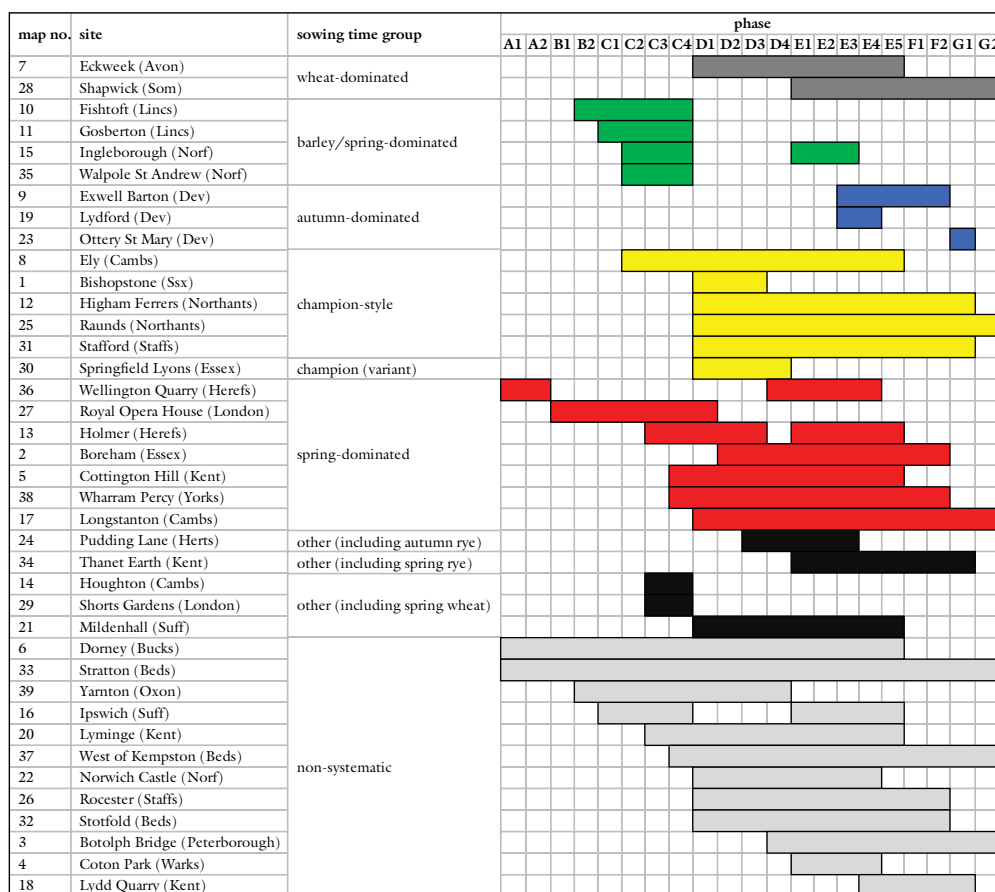 map no. site sowing time group phase
A1 A2 B1 B2 C1 C2 C3 C4 D1 D2 D3 D4 E1 E2 E3 E4 E5 F1 F2 G1 G2
7 Eckweek (Avon) wheat-dominated
28 Shapwick (Som)
10 Fishtoft (Lincs) barley/spring-dominated
11 Gosberton (Lincs)
15 Ingleborough (Norf)
35 Walpole St Andrew (Norf)
9 Exwell Barton (Dev) autumn-dominated
19 Lydford (Dev)
23 Ottery St Mary (Dev)
8 Ely (Cambs) champion-style
1 Bishopstone (Ssx)
12 Higham Ferrers (Northants)
25 Raunds (Northants)
31 Stafford (Staffs)
30 Springfield Lyons (Essex) champion (variant)
36 Wellington Quarry (Herefs) spring-dominated
27 Royal Opera House (London)
13 Holmer (Herefs)
2 Boreham (Essex)
5 Cottington Hill (Kent)
38 Wharram Percy (Yorks)
17 Longstanton (Cambs)
24 Pudding Lane (Herts) other (including autumn rye)
34 Thanet Earth (Kent) other (including spring rye)
14 Houghton (Cambs) other (including spring wheat)
29 Shorts Gardens (London)
21 Mildenhall (Suff)
6 Dorney (Bucks) non-systematic
33 Stratton (Beds)
39 Yarnton (Oxon)
16 Ipswich (Suff)
20 Lyminge (Kent)
37 West of Kempston (Beds)
22 Norwich Castle (Norf)
26 Rocester (Staffs)
32 Stotfold (Beds)
3 Botolph Bridge (Peterborough)
4 Coton Park (Warks)
18 Lydd Quarry (Kent)